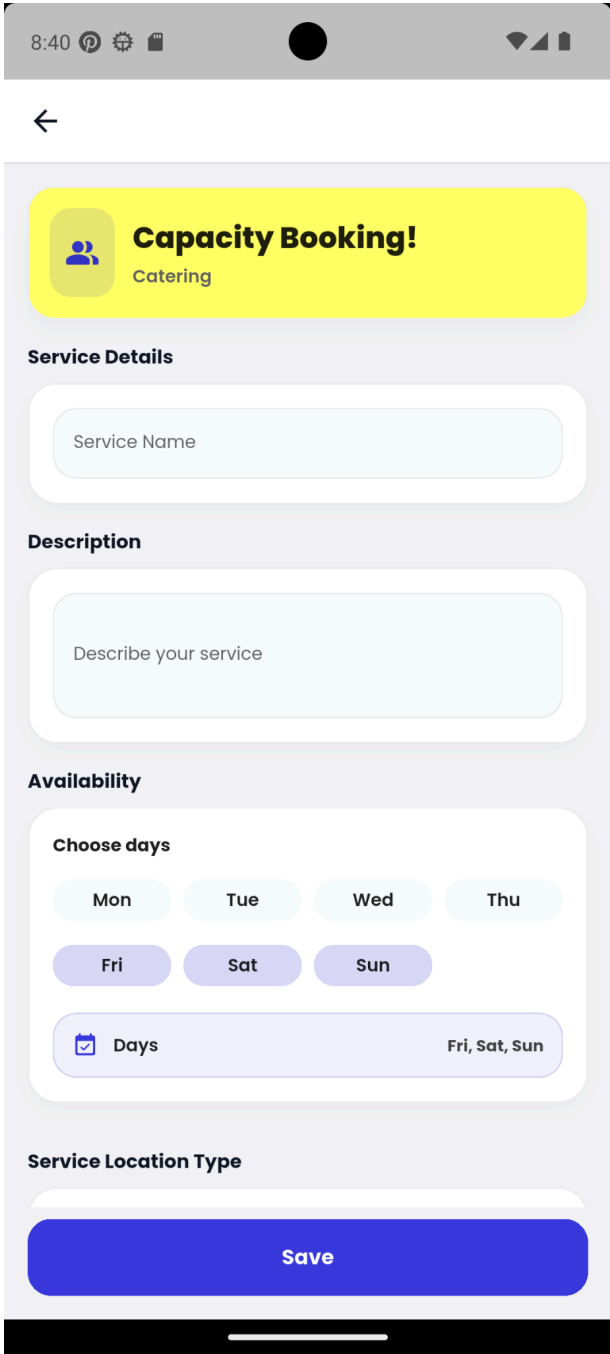 8:40
Capacity Booking!
Catering
Service Details
Service Name
Description
Describe your service
Availability
Choose days
Mon Tue Wed Thu
Fri Sat Sun
Days Fri, Sat, Sun
Service Location Type
Save